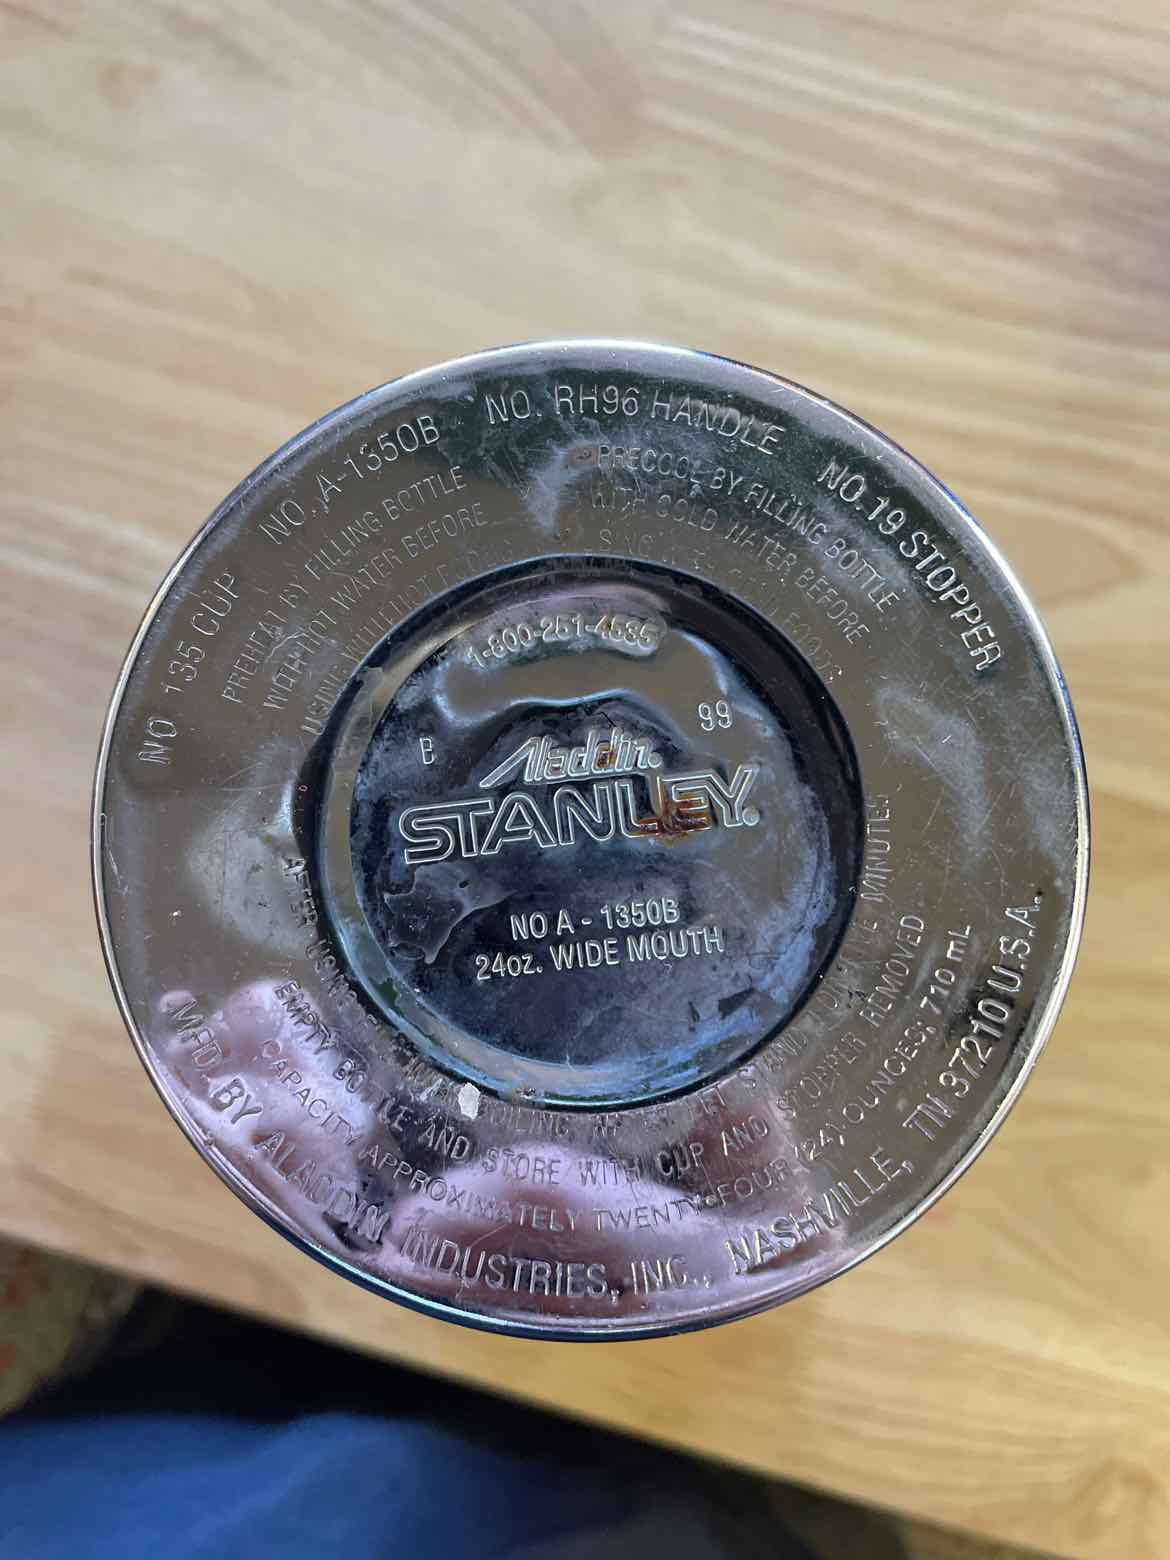 NO 135 CUP NO. A-1350B NO. RH96 HANDLE NO. 19 STOPPER
PREHEAT BY FILLING BOTTLE
WITH HOT WATER BEFORE
USING WITH HOT
PRECOOL BY FILLING BOTTLE
WITH COLD WATER BEFORE
FOODS
1-800-251-4535
B 99
Aladdin®
STANLEY®
NO A - 1350B
24oz. WIDE MOUTH
AFTER USING MINUTES
EMPTY BOTTLE AND STORE WITH CUP AND STOPPER REMOVED
CAPACITY APPROXIMATELY TWENTY-FOUR (24) OUNCES; 710 mL
MFD. BY ALADDIN INDUSTRIES, INC., NASHVILLE, TN 37210 U.S.A.